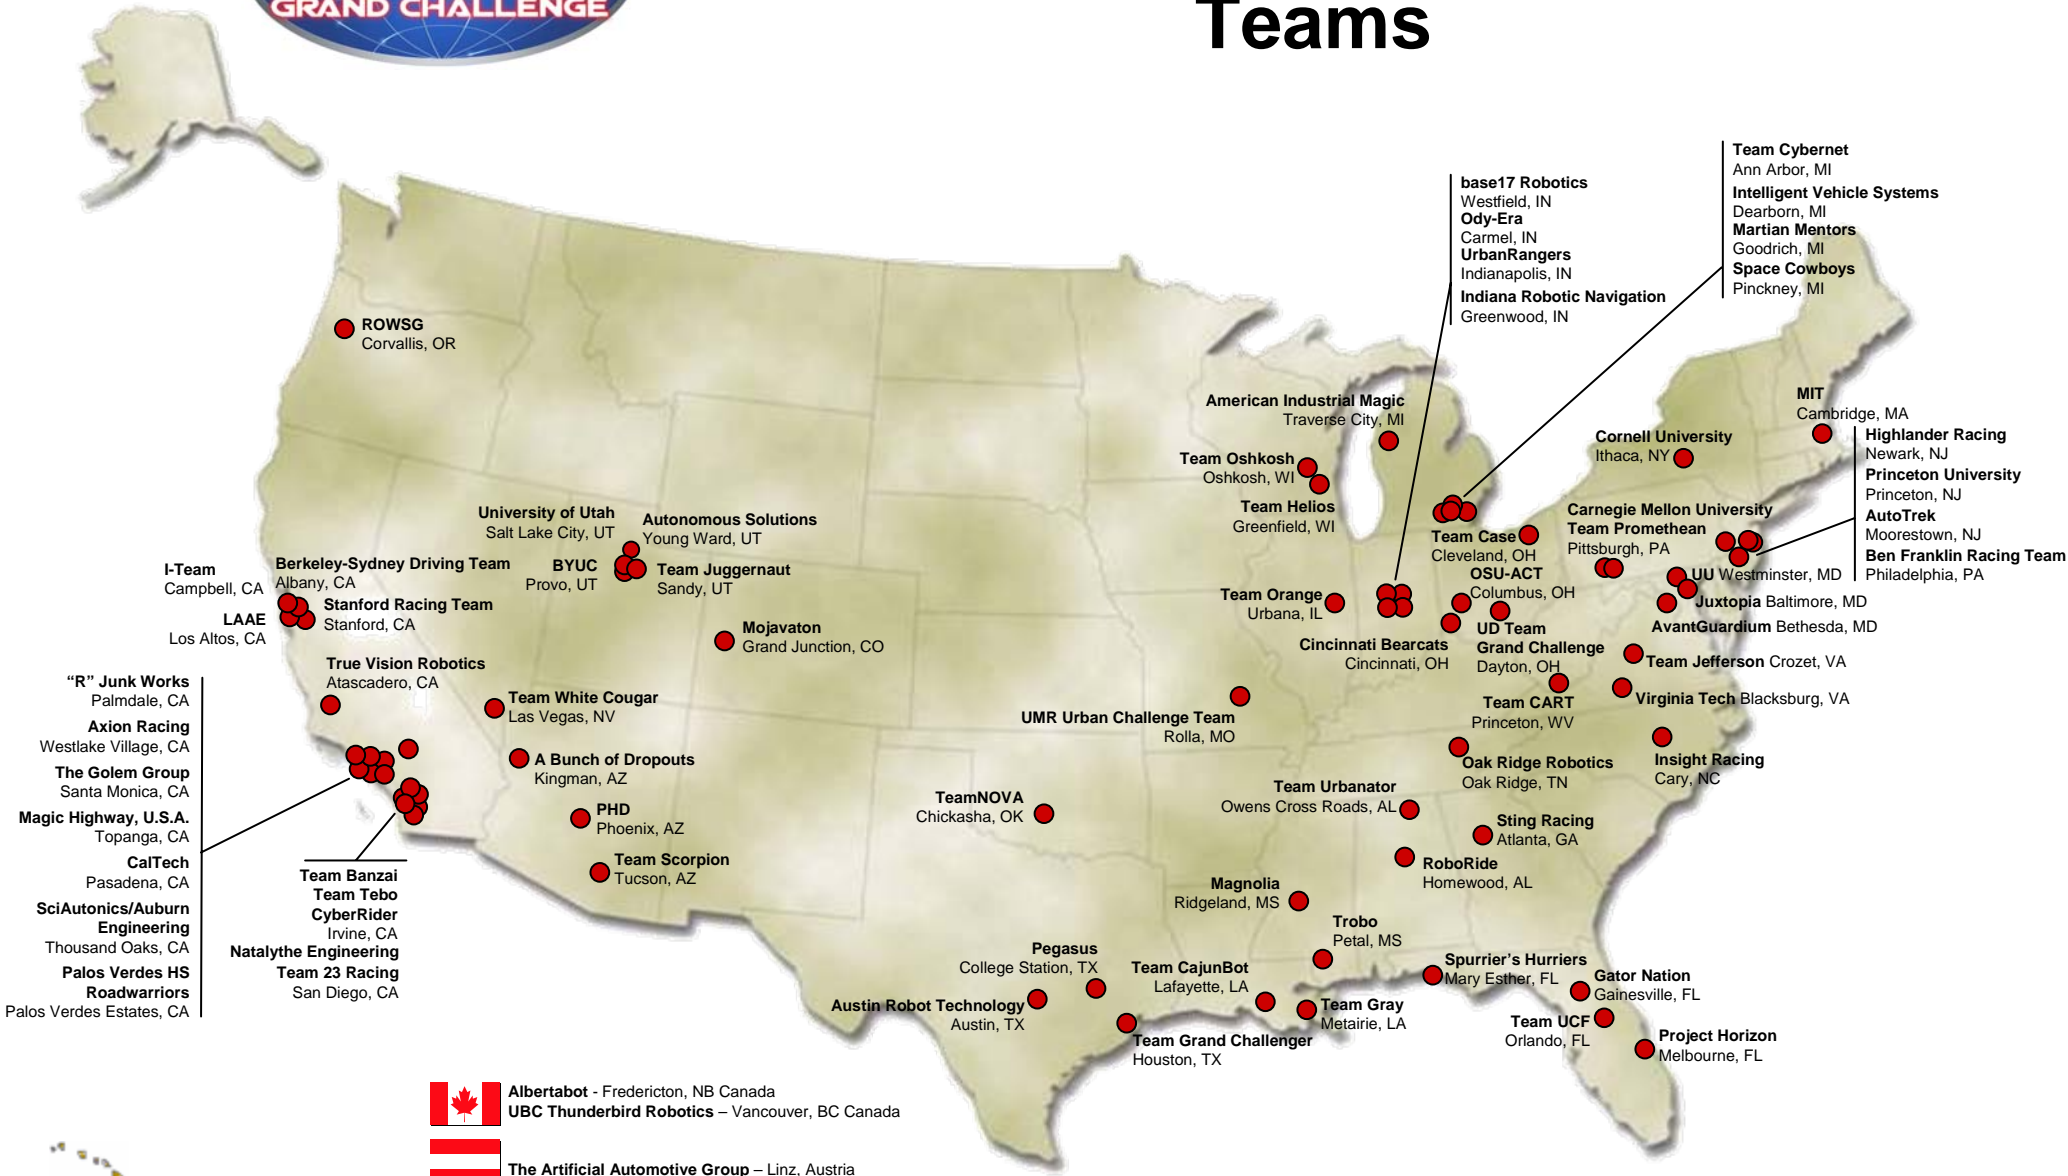 GRAND CHALLENGE
Teams
Team Cybernet
Ann Arbor, MI
Intelligent Vehicle Systems
Dearborn, MI
Martian Mentors
Goodrich, MI
Space Cowboys
Pinckney, MI
base17 Robotics
Westfield, IN
Ody-Era
Carmel, IN
UrbanRangers
Indianapolis, IN
Indiana Robotic Navigation
Greenwood, IN
ROWSG
Corvallis, OR
American Industrial Magic
Traverse City, MI
MIT
Cambridge, MA
Cornell University
Ithaca, NY
Highlander Racing
Newark, NJ
Princeton University
Princeton, NJ
AutoTrek
Moorestown, NJ
Ben Franklin Racing Team
Philadelphia, PA
Team Oshkosh
Oshkosh, WI
Team Helios
Greenfield, WI
University of Utah
Salt Lake City, UT
Autonomous Solutions
Young Ward, UT
BYUC
Provo, UT
Team Juggernaut
Sandy, UT
Carnegie Mellon University
Team Promethean
Pittsburgh, PA
Team Case
Cleveland, OH
OSU-ACT
Columbus, OH
UU Westminster, MD
Juxtopia Baltimore, MD
AvantGuardium Bethesda, MD
I-Team
Campbell, CA
Berkeley-Sydney Driving Team
Albany, CA
Stanford Racing Team
Stanford, CA
LAAE
Los Altos, CA
Team Orange
Urbana, IL
Cincinnati Bearcats
Cincinnati, OH
UD Team
Grand Challenge
Dayton, OH
Mojavaton
Grand Junction, CO
Team Jefferson Crozet, VA
Virginia Tech Blacksburg, VA
Team CART
Princeton, WV
True Vision Robotics
Atascadero, CA
Team White Cougar
Las Vegas, NV
UMR Urban Challenge Team
Rolla, MO
“R” Junk Works
Palmdale, CA
Axion Racing
Westlake Village, CA
The Golem Group
Santa Monica, CA
Magic Highway, U.S.A.
Topanga, CA
CalTech
Pasadena, CA
SciAutonics/Auburn
Engineering
Thousand Oaks, CA
Palos Verdes HS
Roadwarriors
Palos Verdes Estates, CA
A Bunch of Dropouts
Kingman, AZ
Oak Ridge Robotics
Oak Ridge, TN
Insight Racing
Cary, NC
PHD
Phoenix, AZ
TeamNOVA
Chickasha, OK
Team Urbanator
Owens Cross Roads, AL
Sting Racing
Atlanta, GA
Team Scorpion
Tucson, AZ
RoboRide
Homewood, AL
Magnolia
Ridgeland, MS
Trobo
Petal, MS
Team Banzai
Team Tebo
CyberRider
Irvine, CA
Natalythe Engineering
Team 23 Racing
San Diego, CA
Pegasus
College Station, TX
Austin Robot Technology
Austin, TX
Team CajunBot
Lafayette, LA
Team Gray
Metairie, LA
Team Grand Challenger
Houston, TX
Spurrier’s Hurriers
Mary Esther, FL
Gator Nation
Gainesville, FL
Team UCF
Orlando, FL
Project Horizon
Melbourne, FL
Albertabot - Fredericton, NB Canada
UBC Thunderbird Robotics – Vancouver, BC Canada
The Artificial Automotive Group – Linz, Austria